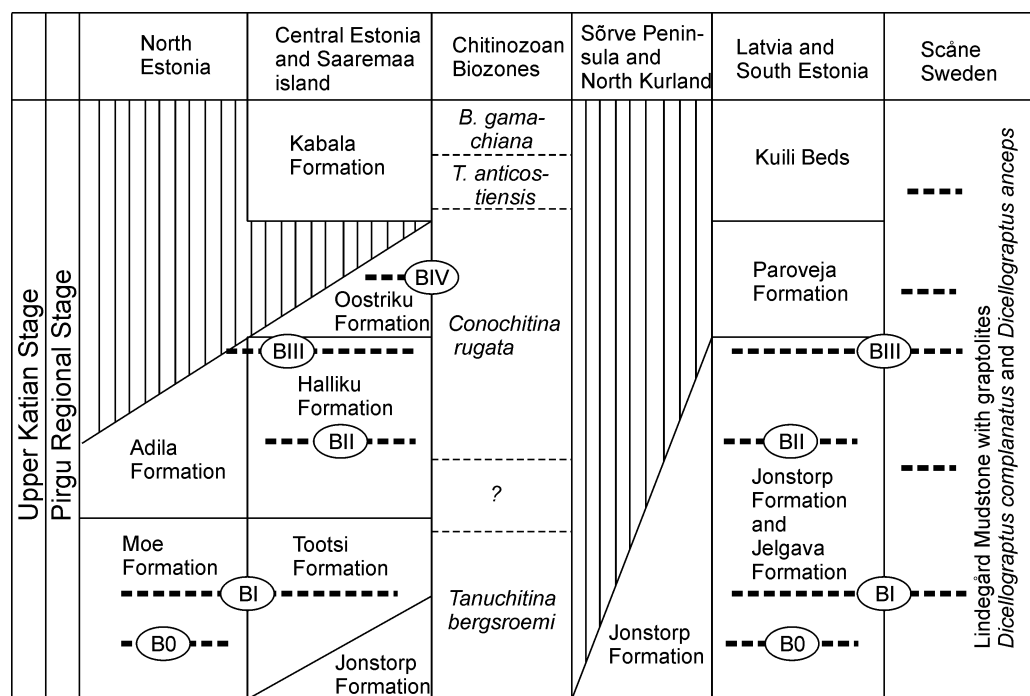 North
Estonia
Central Estonia
and Saaremaa
island
Chitinozoan
Biozones
Sõrve Penin-
sula and
North Kurland
Latvia and
South Estonia
Scåne
Sweden
Upper Katian Stage
Pirgu Regional Stage
Adila
Formation
Moe
Formation
BI
B0
Kabala
Formation
BIV
Oostriku
Formation
BIII
Halliku
Formation
BII
Tootsi
Formation
Jonstorp
Formation
B. gama-
chiana
T. anticos-
tiensis
Conochitina
rugata
?
Tanuchitina
bergsroemi
Jonstorp
Formation
Kuili Beds
Paroveja
Formation
BIII
BII
Jonstorp
Formation
and
Jelgava
Formation
BI
B0
Lindegård Mudstone with graptolites
Dicellograptus complanatus and Dicellograptus anceps